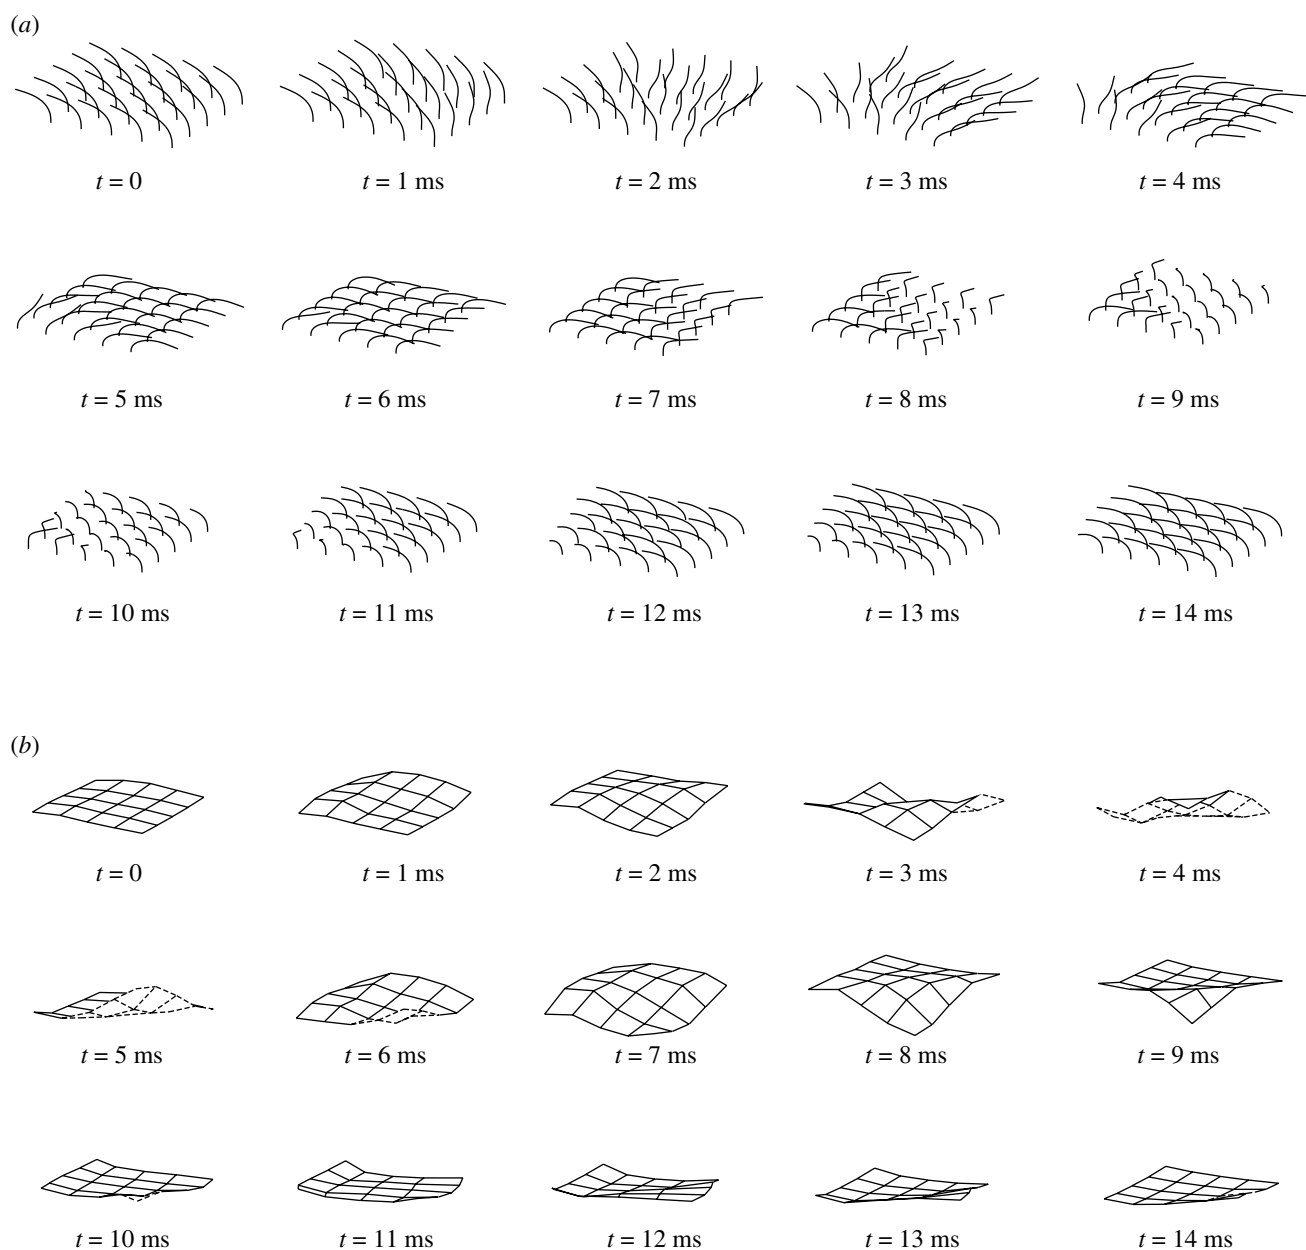 (a)
t = 0 t = 1 ms t = 2 ms t = 3 ms t = 4 ms
t = 5 ms t = 6 ms t = 7 ms t = 8 ms t = 9 ms
t = 10 ms t = 11 ms t = 12 ms t = 13 ms t = 14 ms
(b)
t = 0 t = 1 ms t = 2 ms t = 3 ms t = 4 ms
t = 5 ms t = 6 ms t = 7 ms t = 8 ms t = 9 ms
t = 10 ms t = 11 ms t = 12 ms t = 13 ms t = 14 ms